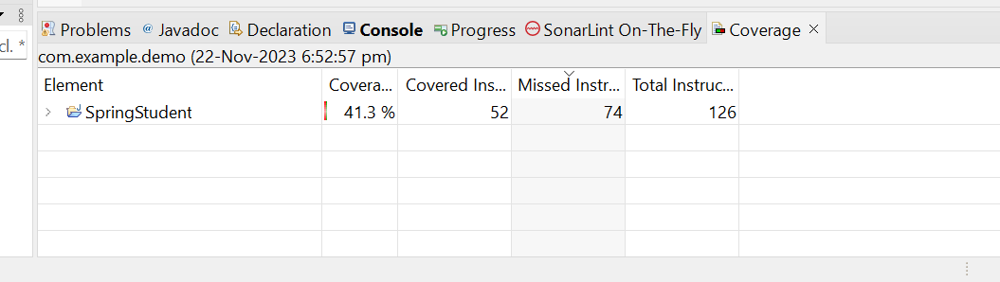 Problems @ Javadoc Declaration Console Progress SonarLint On-The-Fly Coverage
cl. *
com.example.demo (22-Nov-2023 6:52:57 pm)
Element Covera... Covered Ins... Missed Instr... Total Instruc...
SpringStudent 41.3 % 52 74 126